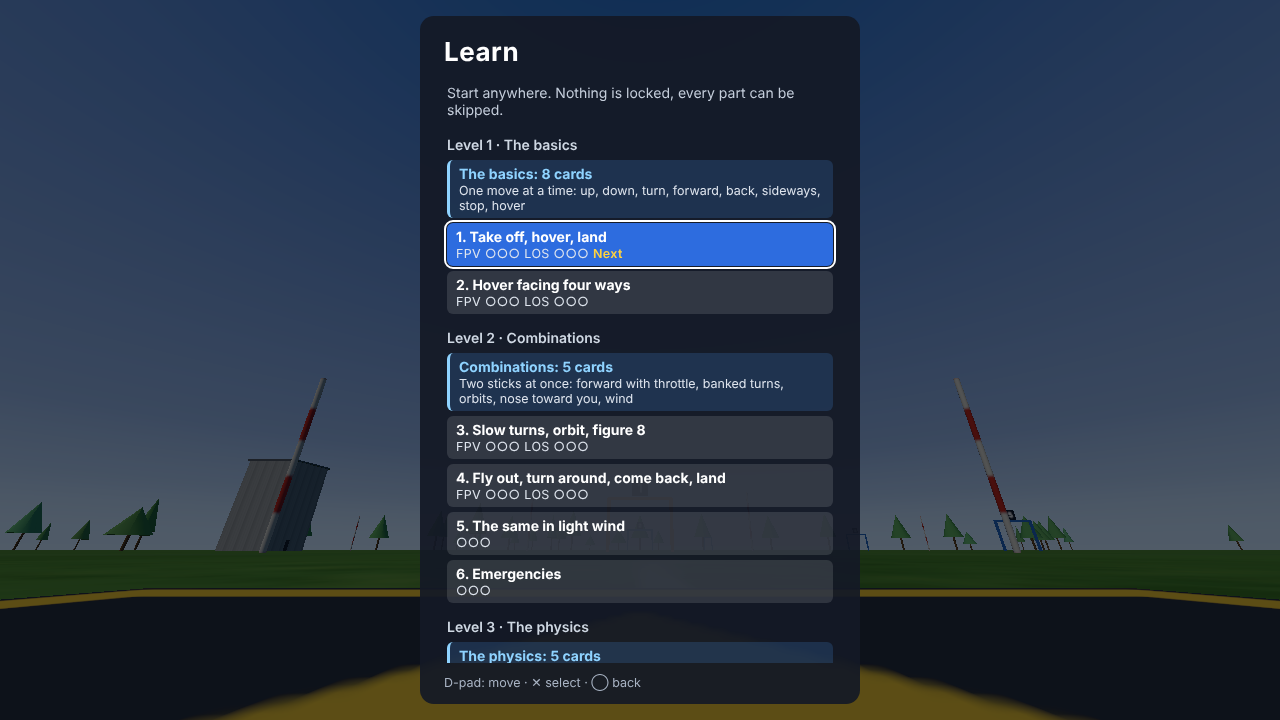 Learn
Start anywhere. Nothing is locked, every part can be
skipped.
Level 1 · The basics
The basics: 8 cards
One move at a time: up, down, turn, forward, back, sideways,
stop, hover
1. Take off, hover, land
FPV ○○○ LOS ○○○ Next
2. Hover facing four ways
FPV ○○○ LOS ○○○
Level 2 · Combinations
Combinations: 5 cards
Two sticks at once: forward with throttle, banked turns,
orbits, nose toward you, wind
3. Slow turns, orbit, figure 8
FPV ○○○ LOS ○○○
4. Fly out, turn around, come back, land
FPV ○○○ LOS ○○○
5. The same in light wind
○○○
6. Emergencies
○○○
Level 3 · The physics
The physics: 5 cards
D-pad: move · ✕ select · ◯ back